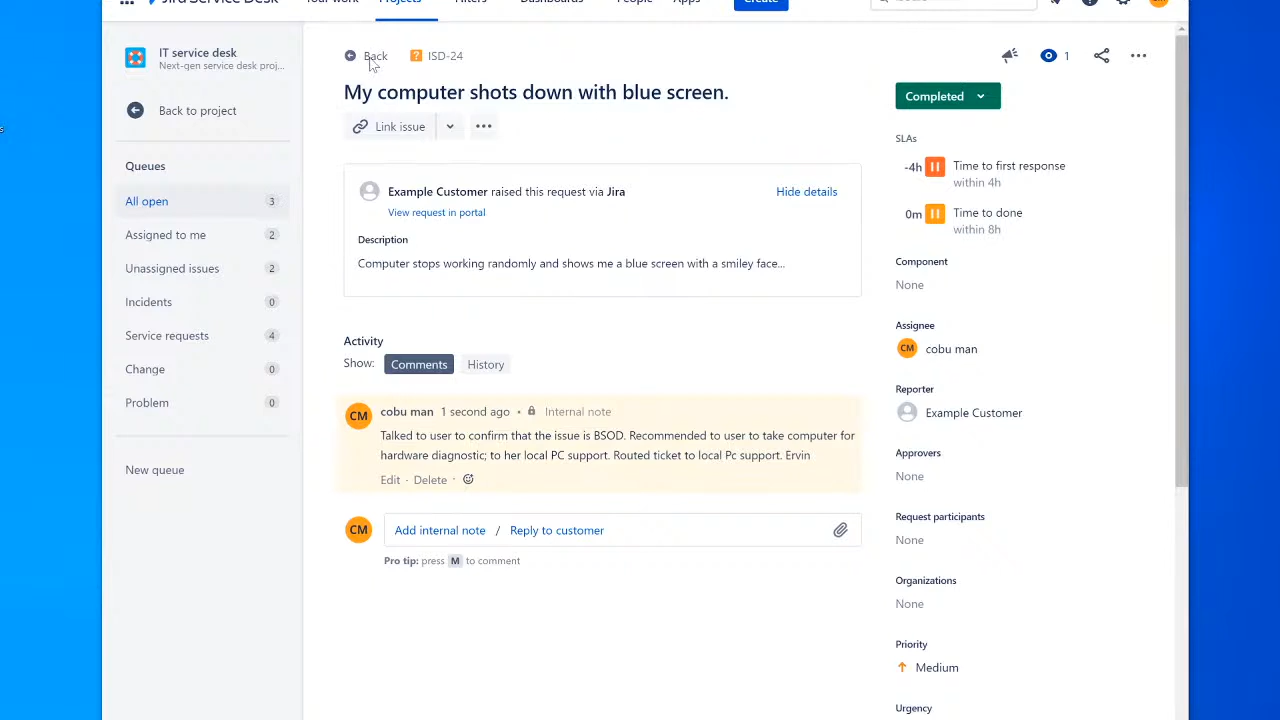 Jira Service Desk
Your work
Projects
Filters
Dashboards
People
Apps
Create
IT service desk
Next-gen service desk proj...
Back to project
Queues
All open 3
Assigned to me 2
Unassigned issues 2
Incidents 0
Service requests 4
Change 0
Problem 0
New queue
Back
ISD-24
My computer shots down with blue screen.
Link issue
Example Customer raised this request via Jira
Hide details
View request in portal
Description
Computer stops working randomly and shows me a blue screen with a smiley face...
Activity
Show: Comments History
CM
cobu man 1 second ago • Internal note
Talked to user to confirm that the issue is BSOD. Recommended to user to take computer for
hardware diagnostic; to her local PC support. Routed ticket to local Pc support. Ervin
Edit · Delete ·
CM
Add internal note / Reply to customer
Pro tip: press M to comment
1
Completed
SLAs
-4h Time to first response
within 4h
0m Time to done
within 8h
Component
None
Assignee
CM cobu man
Reporter
Example Customer
Approvers
None
Request participants
None
Organizations
None
Priority
Medium
Urgency